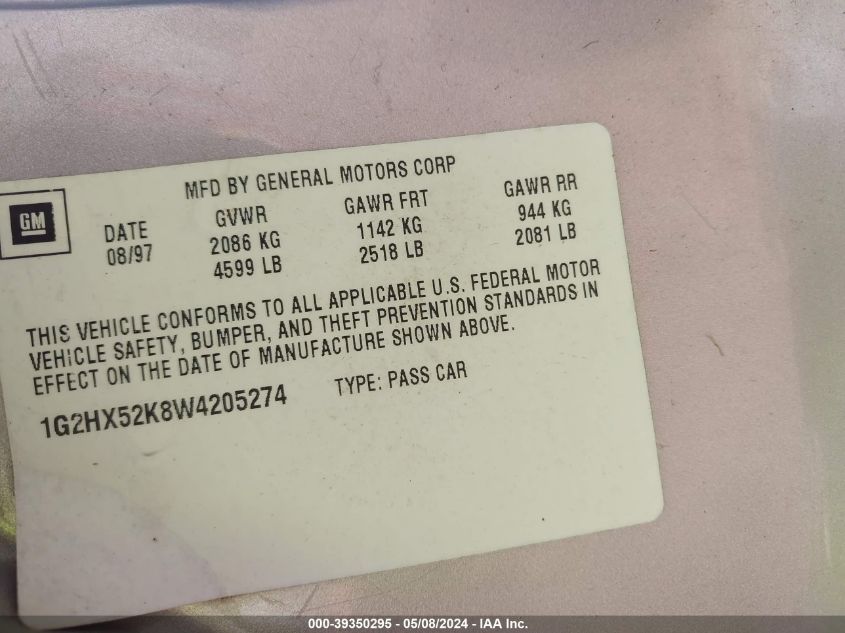 MFD BY GENERAL MOTORS CORP
GM
DATE GVWR GAWR FRT GAWR RR
08/97 2086 KG 1142 KG 944 KG
4599 LB 2518 LB 2081 LB
THIS VEHICLE CONFORMS TO ALL APPLICABLE U.S. FEDERAL MOTOR
VEHICLE SAFETY, BUMPER, AND THEFT PREVENTION STANDARDS IN
EFFECT ON THE DATE OF MANUFACTURE SHOWN ABOVE.
1G2HX52K8W4205274 TYPE: PASS CAR
000-39350295 - 05/08/2024 - IAA Inc.